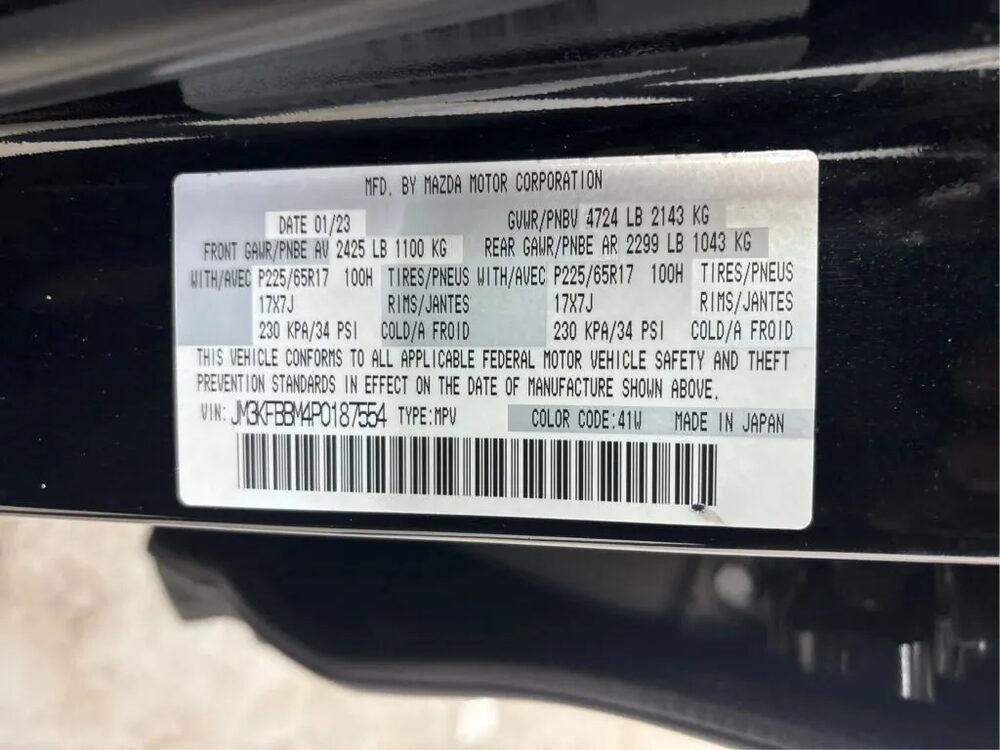 MFD. BY MAZDA MOTOR CORPORATION
DATE 01/23 GVWR/PNBV 4724 LB 2143 KG
FRONT GAWR/PNBE AV 2425 LB 1100 KG REAR GAWR/PNBE AR 2299 LB 1043 KG
WITH/AVEC P225/65R17 100H TIRES/PNEUS WITH/AVEC P225/65R17 100H TIRES/PNEUS
17X7J RIMS/JANTES 17X7J RIMS/JANTES
230 KPA/34 PSI COLD/A FROID 230 KPA/34 PSI COLD/A FROID
THIS VEHICLE CONFORMS TO ALL APPLICABLE FEDERAL MOTOR VEHICLE SAFETY AND THEFT
PREVENTION STANDARDS IN EFFECT ON THE DATE OF MANUFACTURE SHOWN ABOVE.
VIN: JM3KFBBM4P0187554 TYPE:MPV COLOR CODE:41W MADE IN JAPAN